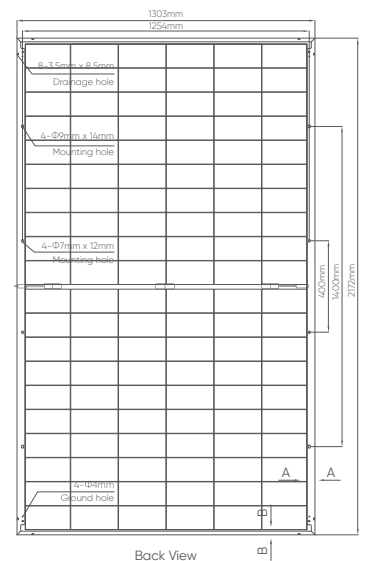 1303mm
1254mm
8-3.5mm x 8.5mm
Drainage hole
4-Φ9mm x 14mm
Mounting hole
4-Φ7mm x 12mm
Mounting hole
400mm
1400mm
2172mm
A
A
4-Φ4mm
Ground hole
B
B
Back View